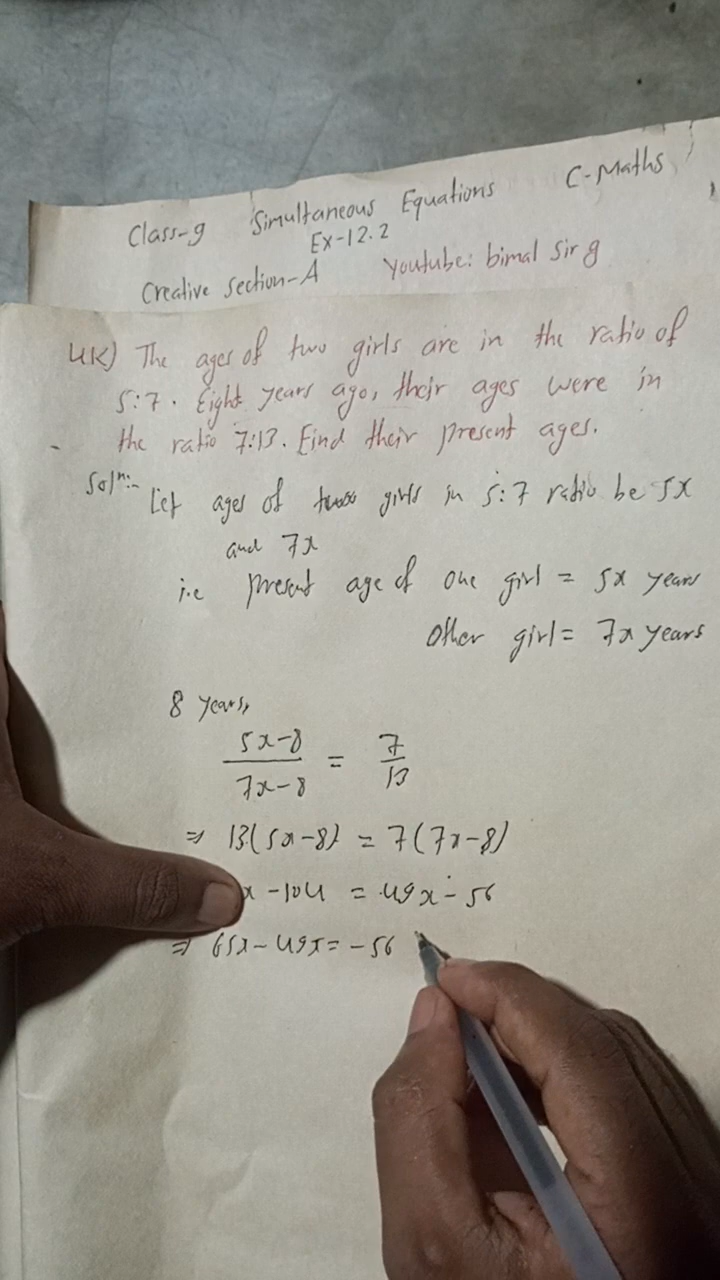 Class-9 Simultaneous Equations C-Maths
Ex-12.2
Creative section-A Youtube: bimal Sir g
4k) The ages of two girls are in the ratio of
5:7. Eight years ago, their ages were in
the ratio 7:13. Find their present ages.
Solⁿ:- Let ages of two girls in 5:7 ratio be 5x
and 7x
i.e present age of one girl = 5x years
Other girl = 7x years
8 years,
5x-8 / 7x-8 = 7 / 13
⇒ 13(5x-8) = 7(7x-8)
x -104 = 49x - 56
⇒ 65x - 49x = -56